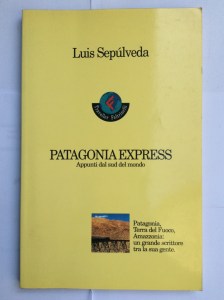 Luis Sepúlveda
PATAGONIA EXPRESS
Appunti dal sud del mondo
Patagonia,
Terra del Fuoco,
Amazzonia:
un grande scrittore
tra la sua gente.